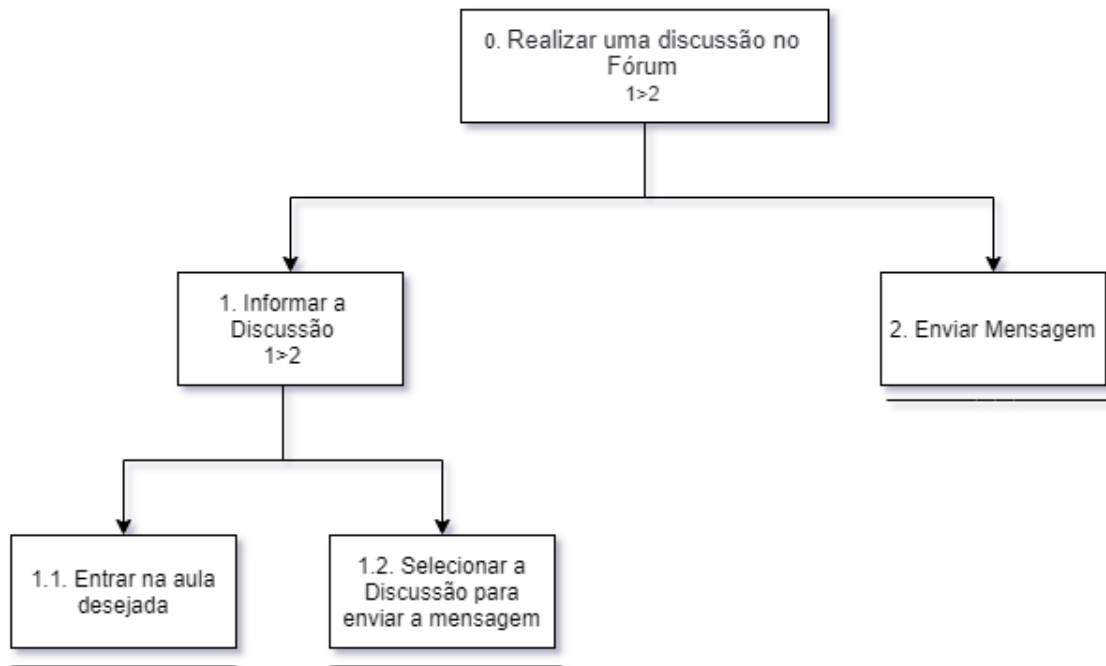 0. Realizar uma discussão no
Fórum
1>2
1. Informar a
Discussão
1>2
2. Enviar Mensagem
1.1. Entrar na aula
desejada
1.2. Selecionar a
Discussão para
enviar a mensagem